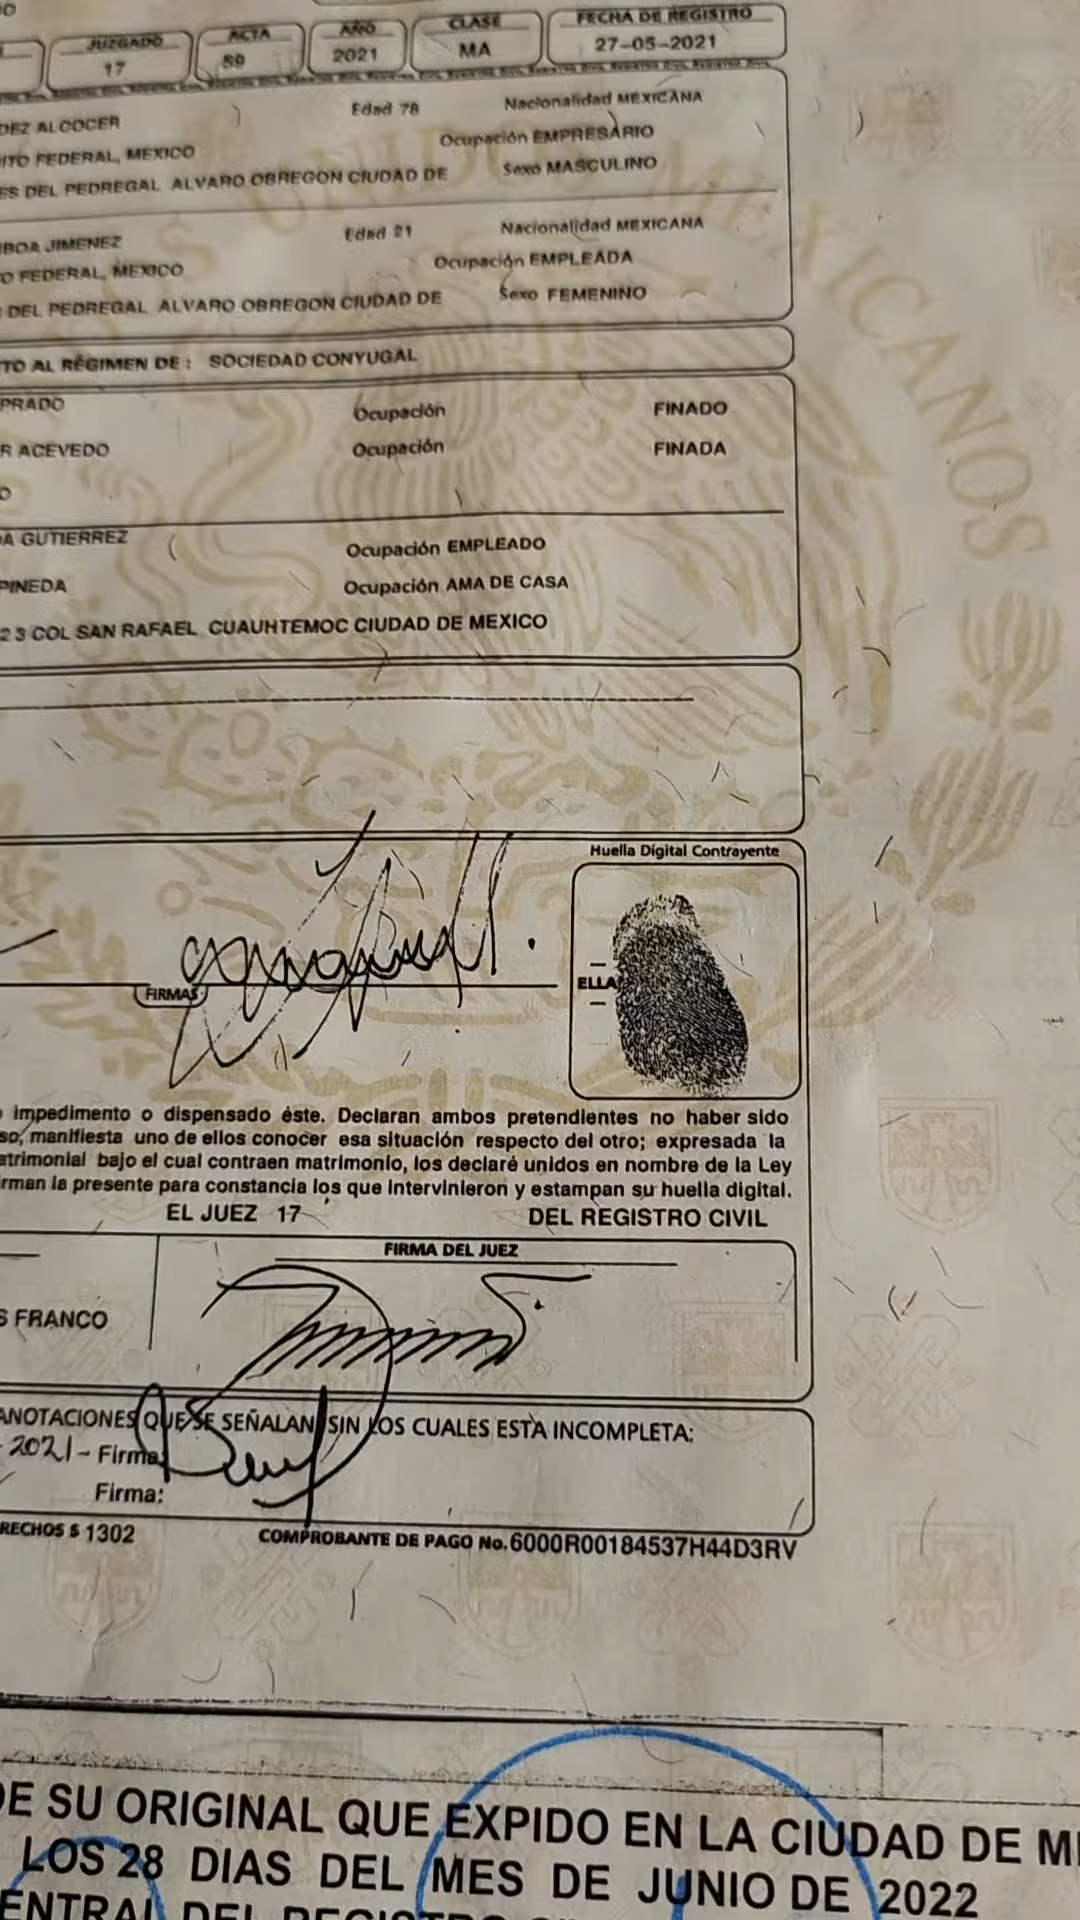 JUZGADO ACTA AÑO CLASE FECHA DE REGISTRO
17 59 2021 MA 27-05-2021
DEZ ALCOCER Edad 78 Nacionalidad MEXICANA
ITO FEDERAL, MEXICO Ocupación EMPRESARIO
ES DEL PEDREGAL ALVARO OBREGON CIUDAD DE Sexo MASCULINO
BOA JIMENEZ Edad 21 Nacionalidad MEXICANA
O FEDERAL, MEXICO Ocupación EMPLEADA
DEL PEDREGAL ALVARO OBREGON CIUDAD DE Sexo FEMENINO
TO AL RÉGIMEN DE : SOCIEDAD CONYUGAL
PRADO Ocupación FINADO
R ACEVEDO Ocupación FINADA
O
A GUTIERREZ Ocupación EMPLEADO
PINEDA Ocupación AMA DE CASA
2 3 COL SAN RAFAEL CUAUHTEMOC CIUDAD DE MEXICO
Huella Digital Contrayente
ELLA
FIRMAS
o impedimento o dispensado éste. Declaran ambos pretendientes no haber sido
so, manifiesta uno de ellos conocer esa situación respecto del otro; expresada la
atrimonial bajo el cual contraen matrimonio, los declaré unidos en nombre de la Ley
rman la presente para constancia los que intervinieron y estampan su huella digital.
EL JUEZ 17 DEL REGISTRO CIVIL
FIRMA DEL JUEZ
S FRANCO
ANOTACIONES QUE SE SEÑALAN SIN LOS CUALES ESTA INCOMPLETA:
2021- Firma:
Firma:
RECHOS $ 1302 COMPROBANTE DE PAGO No. 6000R00184537H44D3RV
DE SU ORIGINAL QUE EXPIDO EN LA CIUDAD DE
LOS 28 DIAS DEL MES DE JUNIO DE 2022
ENTRAL DEL REGISTRO
MEXICANOS